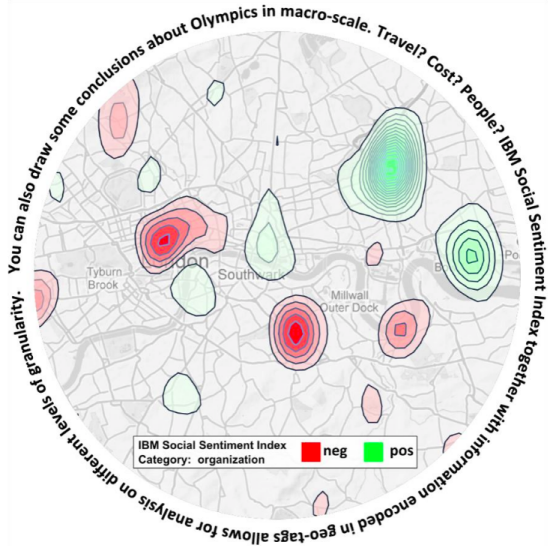 You can also draw some conclusions about Olympics in macro-scale. Travel? Cost? People? IBM Social Sentiment Index together with information encoded in geo-tags allows for analysis on different levels of granularity.
Tyburn
Brook
Southwark
Millwall
Outer Dock
IBM Social Sentiment Index
Category: organization
neg
pos